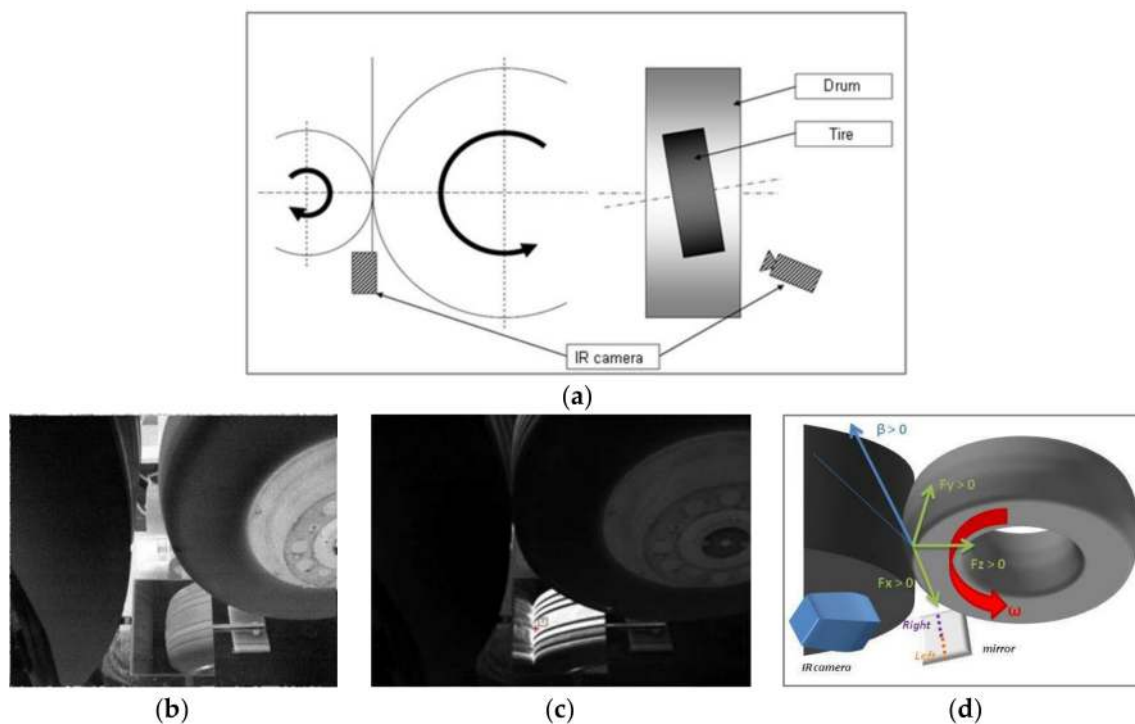 Drum
Tire
IR camera
(a)
β > 0
Fy > 0
Fz > 0
Fx > 0
ω
Right
Left
IR camera
mirror
(b)
(c)
(d)